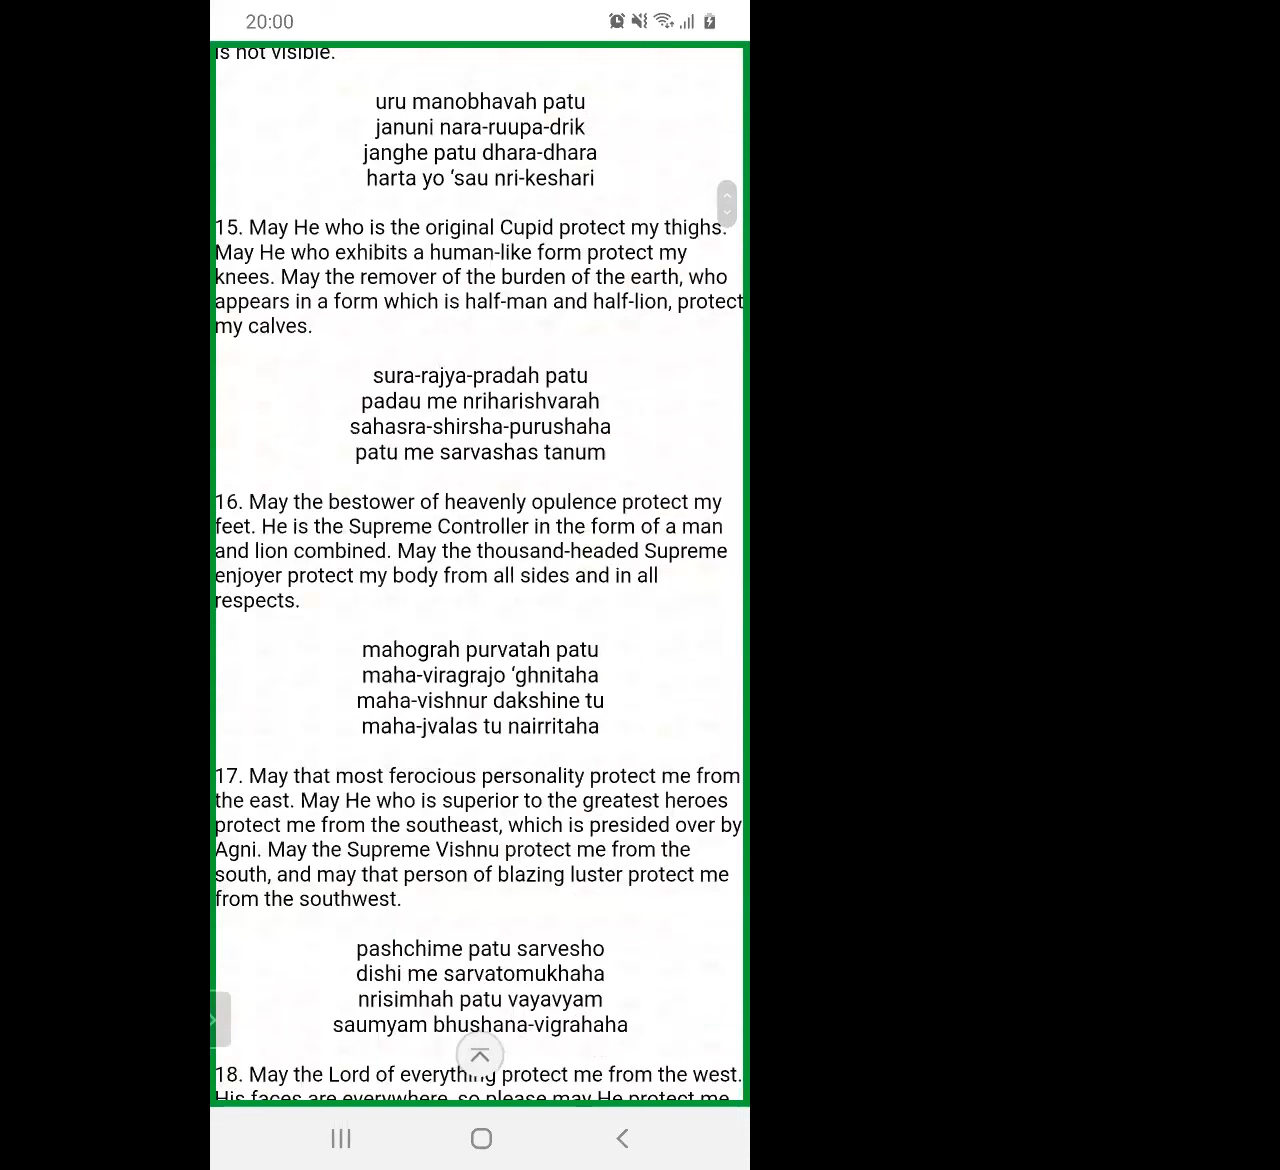 20:00
is not visible.
uru manobhavah patu
januni nara-ruupa-drik
janghe patu dhara-dhara
harta yo ‘sau nri-keshari
15. May He who is the original Cupid protect my thighs.
May He who exhibits a human-like form protect my
knees. May the remover of the burden of the earth, who
appears in a form which is half-man and half-lion, protect
my calves.
sura-rajya-pradah patu
padau me nriharishvarah
sahasra-shirsha-purushaha
patu me sarvashas tanum
16. May the bestower of heavenly opulence protect my
feet. He is the Supreme Controller in the form of a man
and lion combined. May the thousand-headed Supreme
enjoyer protect my body from all sides and in all
respects.
mahograh purvatah patu
maha-viragrajo ‘ghnitaha
maha-vishnur dakshine tu
maha-jvalas tu nairritaha
17. May that most ferocious personality protect me from
the east. May He who is superior to the greatest heroes
protect me from the southeast, which is presided over by
Agni. May the Supreme Vishnu protect me from the
south, and may that person of blazing luster protect me
from the southwest.
pashchime patu sarvesho
dishi me sarvatomukhaha
nrisimhah patu vayavyam
saumyam bhushana-vigrahaha
18. May the Lord of everything protect me from the west.
His faces are everywhere, so please may He protect me